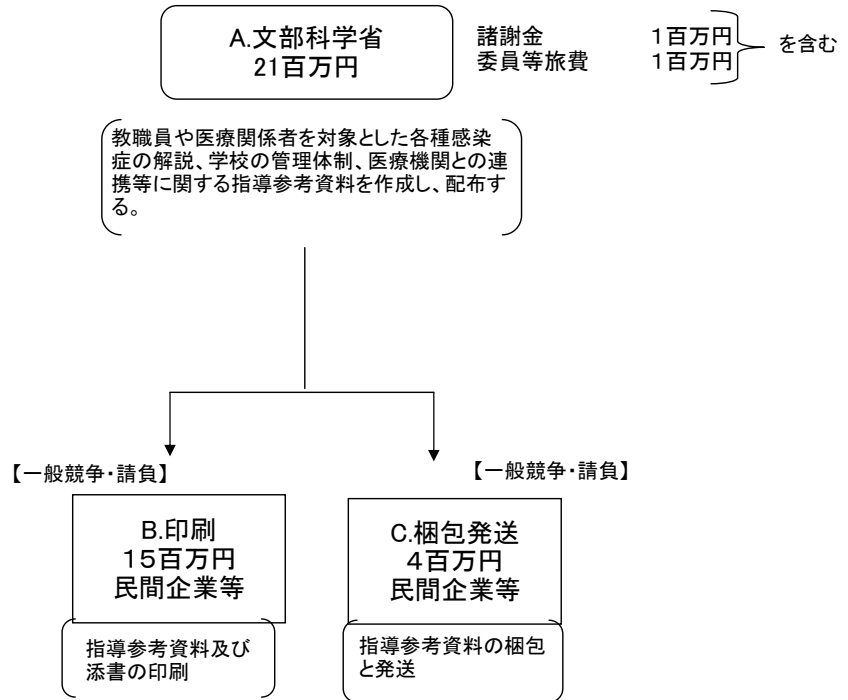 A.文部科学省
21百万円
諸謝金 1百万円
委員等旅費 1百万円
を含む
教職員や医療関係者を対象とした各種感染
症の解説、学校の管理体制、医療機関との連
携等に関する指導参考資料を作成し、配布す
る。
【一般競争・請負】
【一般競争・請負】
B.印刷
15百万円
民間企業等
C.梱包発送
4百万円
民間企業等
指導参考資料及び
添書の印刷
指導参考資料の梱包
と発送